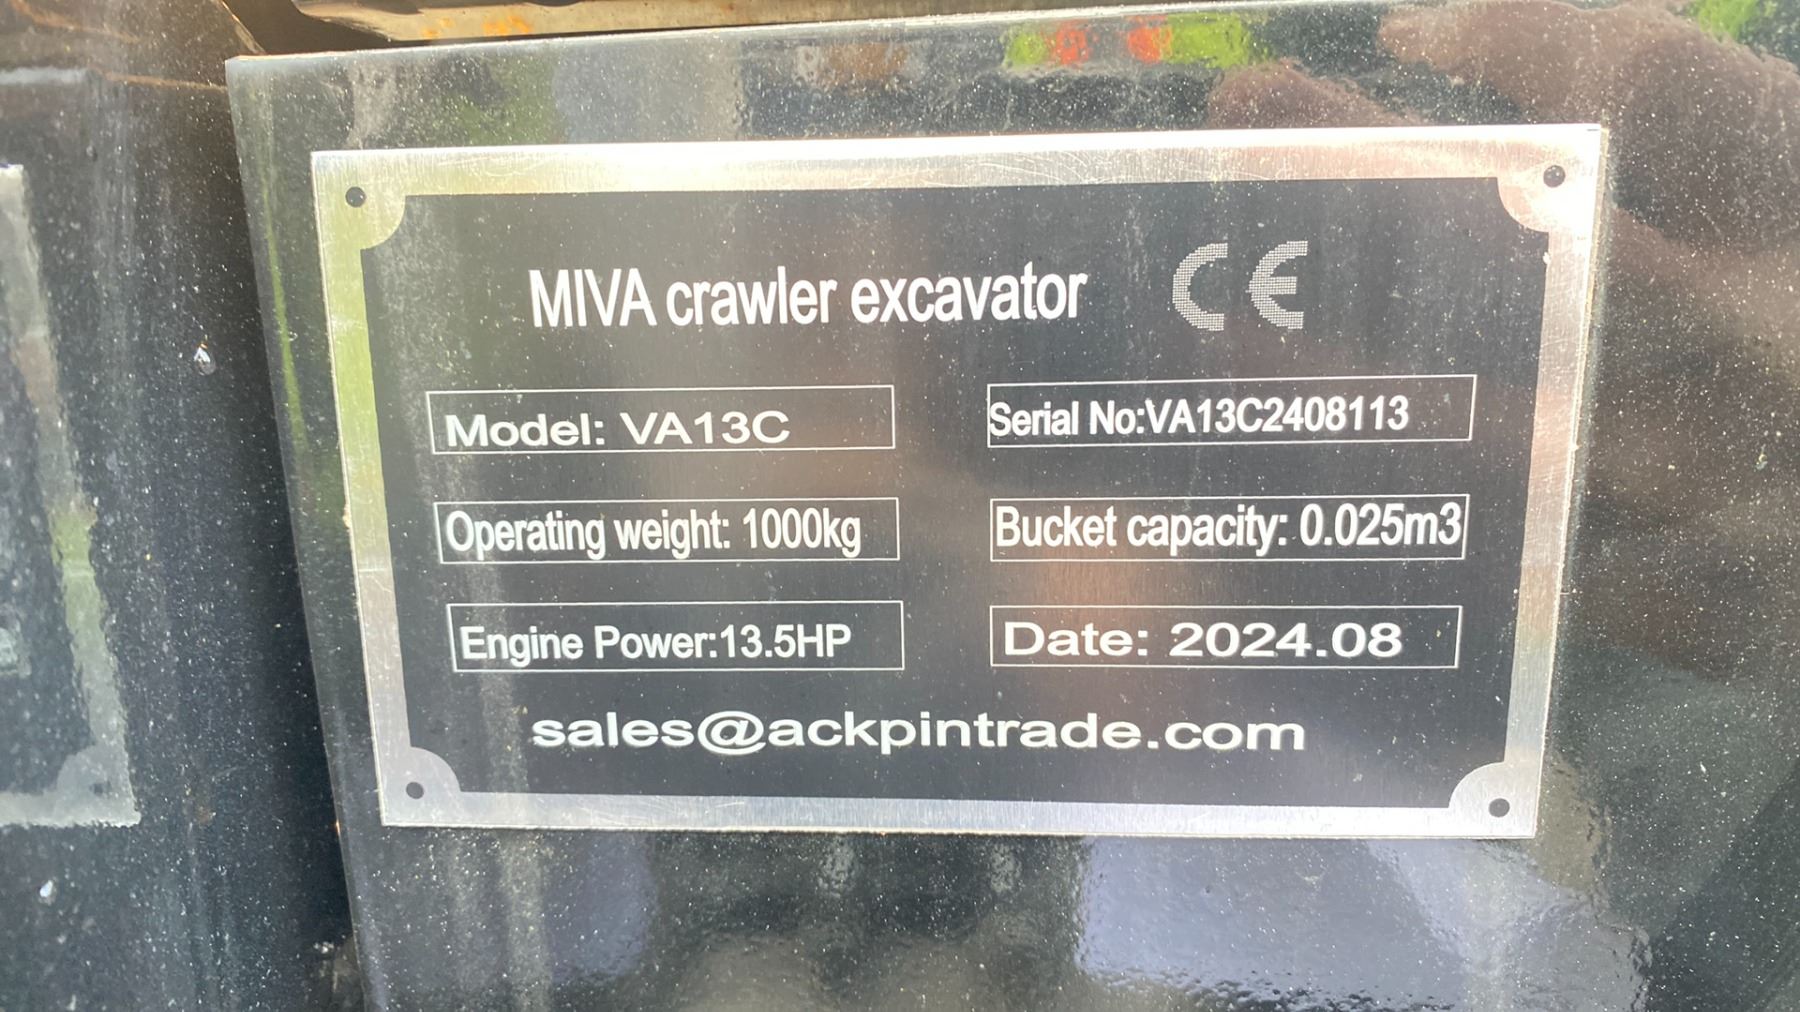 MIVA crawler excavator CE
Model: VA13C
Serial No:VA13C2408113
Operating weight: 1000kg
Bucket capacity: 0.025m3
Engine Power:13.5HP
Date: 2024.08
sales@ackpintrade.com